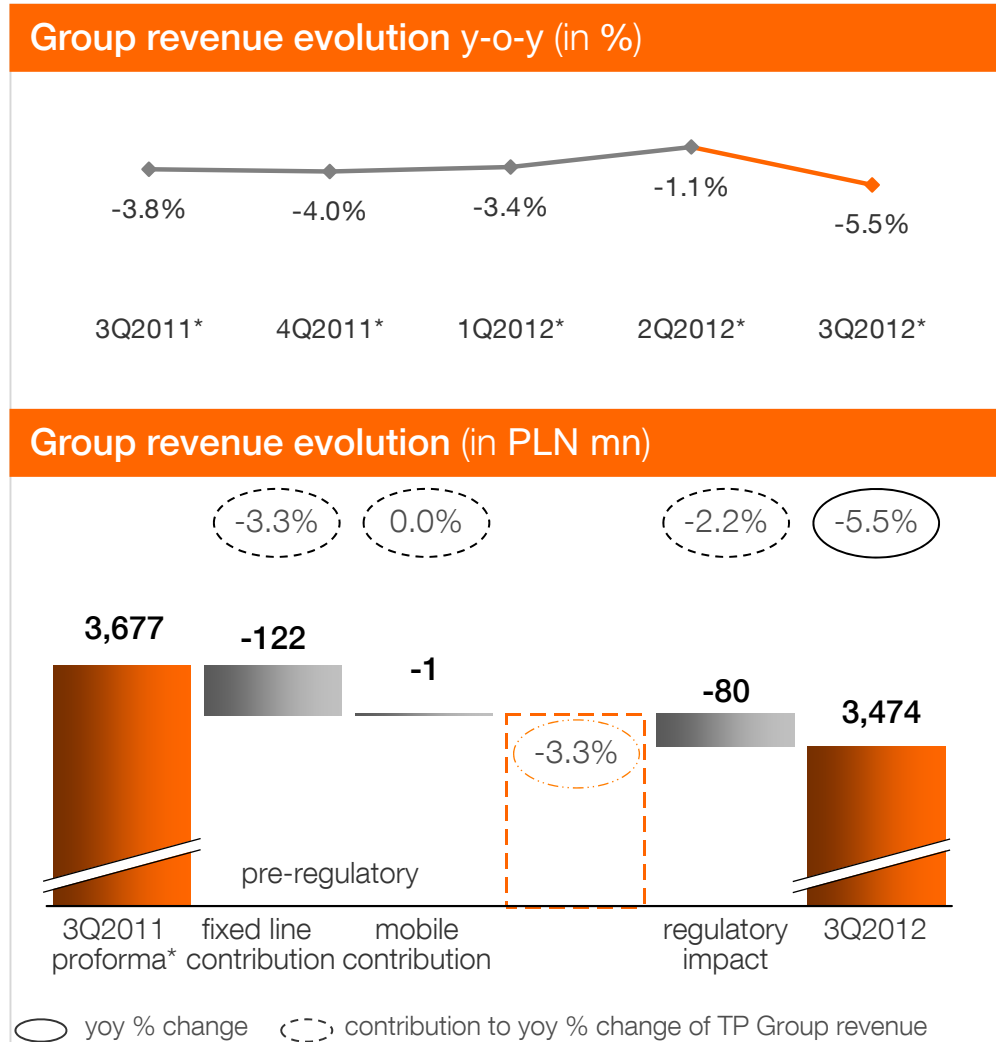 Group revenue evolution y-o-y (in %)
-3.8%
-4.0%
-3.4%
-1.1%
-5.5%
3Q2011*
4Q2011*
1Q2012*
2Q2012*
3Q2012*
Group revenue evolution (in PLN mn)
-3.3%
0.0%
-2.2%
-5.5%
3,677
-122
-1
-80
3,474
-3.3%
pre-regulatory
3Q2011
proforma*
fixed line
contribution
mobile
contribution
regulatory
impact
3Q2012
yoy % change
contribution to yoy % change of TP Group revenue